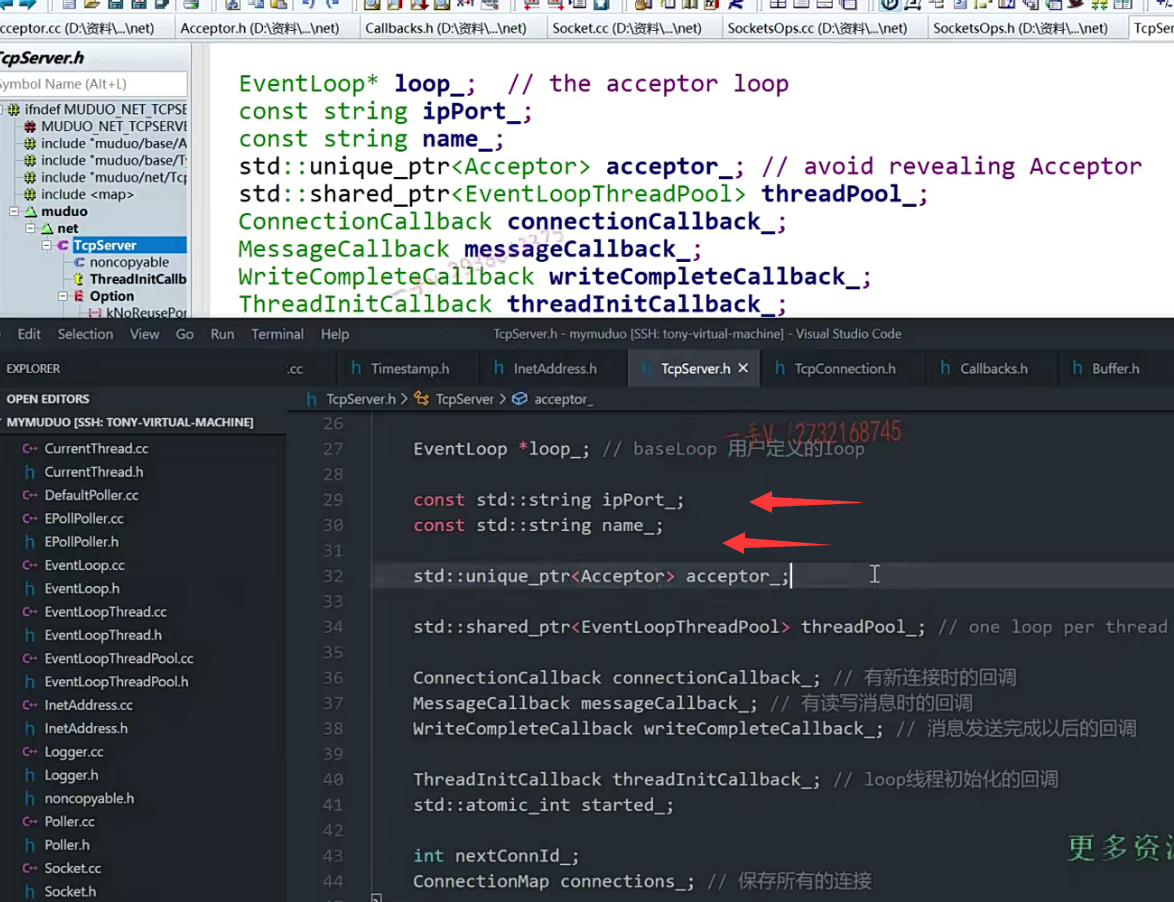 cceptor.cc (D:\资料\...\net)
Acceptor.h (D:\资料\...\net)
Callbacks.h (D:\资料\...\net)
Socket.cc (D:\资料\...\net)
SocketsOps.cc (D:\资料\...\net)
SocketsOps.h (D:\资料\...\net)
TcpSer
TcpServer.h
Symbol Name (Alt+L)
ifndef MUDUO_NET_TCPSE
MUDUO_NET_TCPSERVE
include "muduo/base/A
include "muduo/base/Ty
include "muduo/net/Tcp
include <map>
muduo
net
TcpServer
noncopyable
ThreadInitCallb
Option
kNoReusePor
EventLoop* loop_; // the acceptor loop
const string ipPort_;
const string name_;
std::unique_ptr<Acceptor> acceptor_; // avoid revealing Acceptor
std::shared_ptr<EventLoopThreadPool> threadPool_;
ConnectionCallback connectionCallback_;
MessageCallback messageCallback_;
WriteCompleteCallback writeCompleteCallback_;
ThreadInitCallback threadInitCallback_;
Edit Selection View Go Run Terminal Help
TcpServer.h - mymuduo [SSH: tony-virtual-machine] - Visual Studio Code
EXPLORER
.cc
Timestamp.h
InetAddress.h
TcpServer.h
TcpConnection.h
Callbacks.h
Buffer.h
OPEN EDITORS
TcpServer.h > TcpServer > acceptor_
MYMUDUO [SSH: TONY-VIRTUAL-MACHINE]
CurrentThread.cc
CurrentThread.h
DefaultPoller.cc
EPollPoller.cc
EPollPoller.h
EventLoop.cc
EventLoop.h
EventLoopThread.cc
EventLoopThread.h
EventLoopThreadPool.cc
EventLoopThreadPool.h
InetAddress.cc
InetAddress.h
Logger.cc
Logger.h
noncopyable.h
Poller.cc
Poller.h
Socket.cc
Socket.h
26
27 EventLoop *loop_; // baseLoop 用户定义的loop
28
29 const std::string ipPort_;
30 const std::string name_;
31
32 std::unique_ptr<Acceptor> acceptor_;
33
34 std::shared_ptr<EventLoopThreadPool> threadPool_; // one loop per thread
35
36 ConnectionCallback connectionCallback_; // 有新连接时的回调
37 MessageCallback messageCallback_; // 有读写消息时的回调
38 WriteCompleteCallback writeCompleteCallback_; // 消息发送完成以后的回调
39
40 ThreadInitCallback threadInitCallback_; // loop线程初始化的回调
41 std::atomic_int started_;
42
43 int nextConnId_;
44 ConnectionMap connections_; // 保存所有的连接
2732168745
更多资